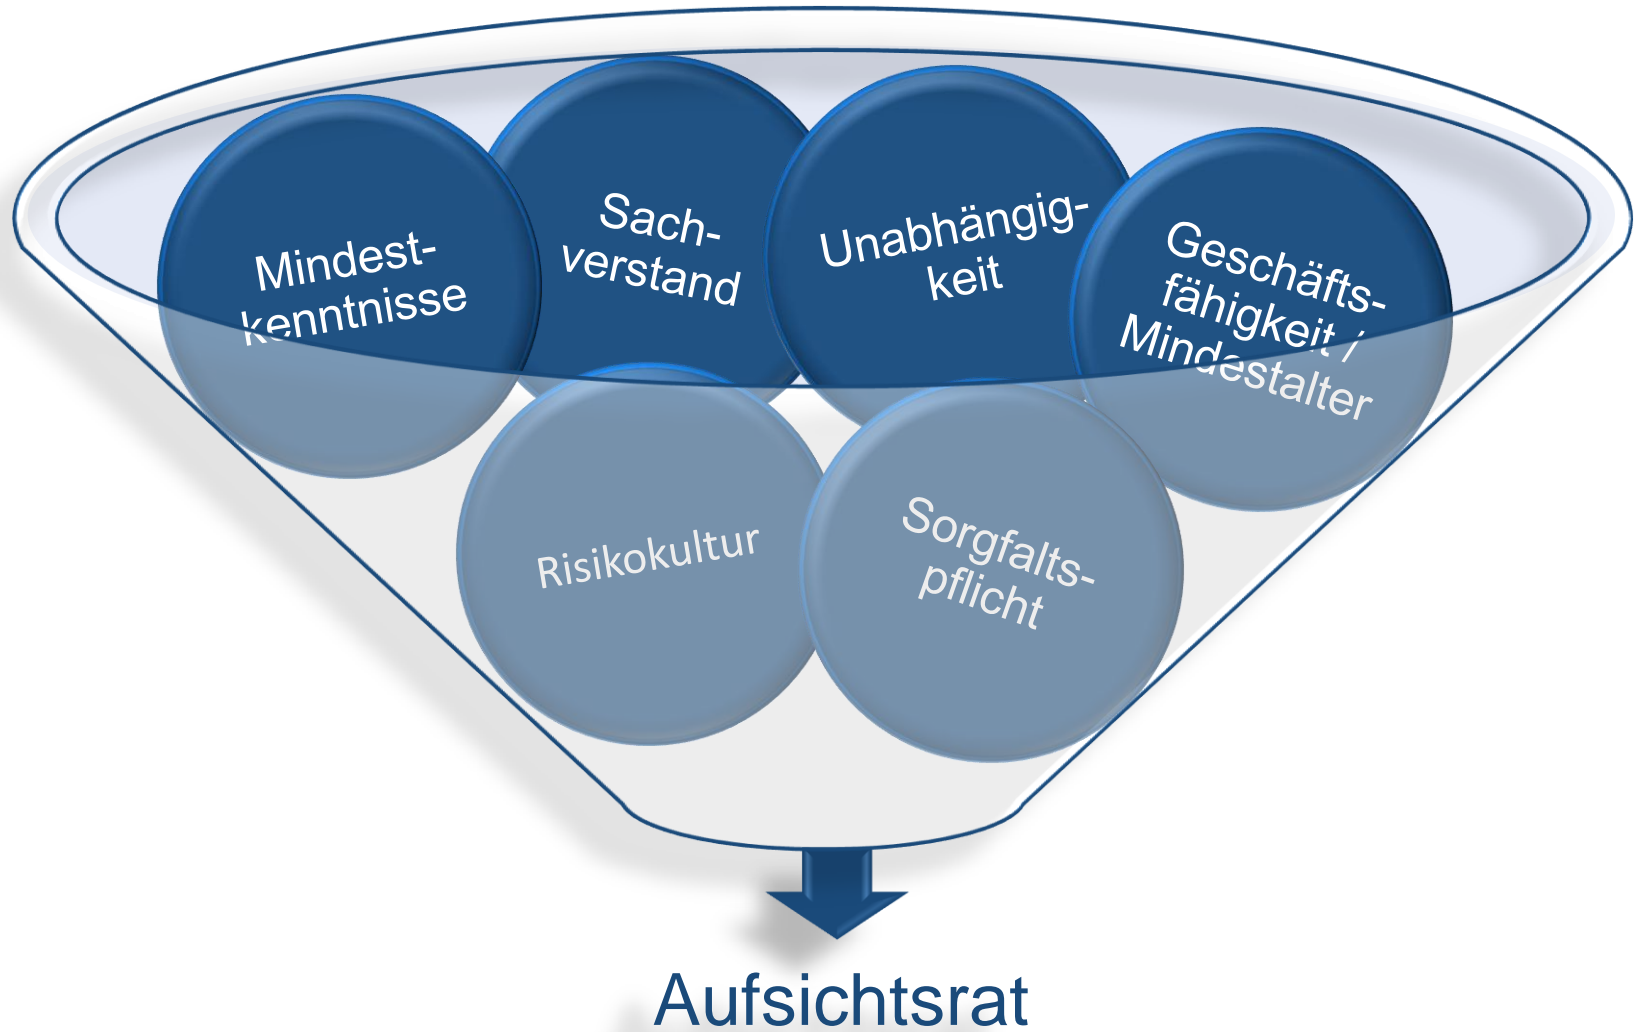 Mindest-
kenntnisse
Sach-
verstand
Unabhängig-
keit
Geschäfts-
fähigkeit /
Mindestalter
Risikokultur
Sorgfalts-
pflicht
Aufsichtsrat